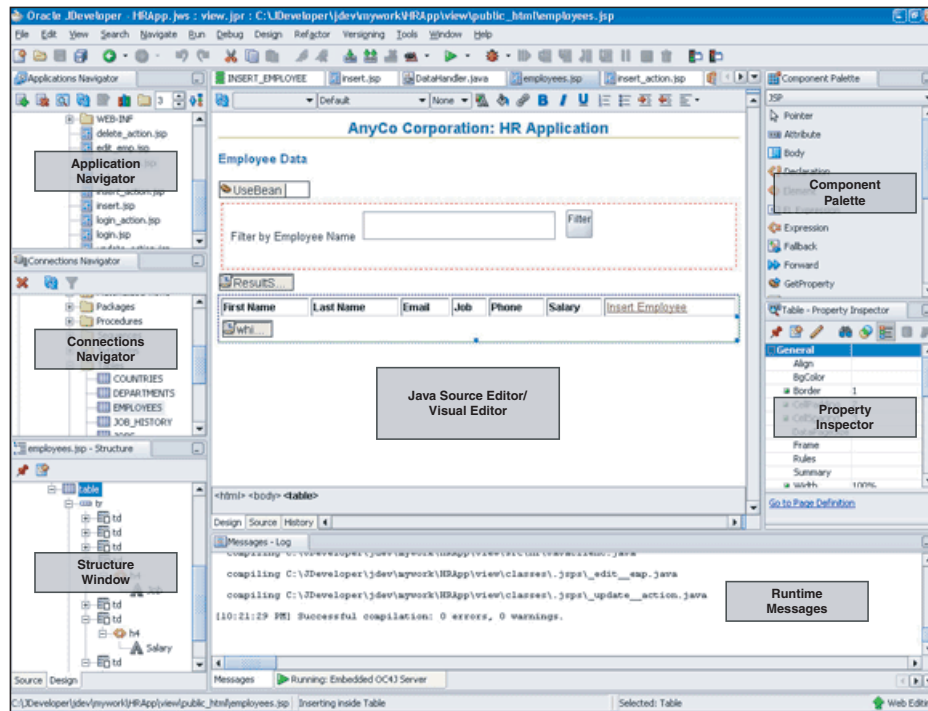 Oracle JDeveloper - HRApp.jws : view.jpr : C:\JDeveloper\jdev\mywork\HRApp\view\public_html\employees.jsp
File Edit View Search Navigate Run Debug Design Refactor Versioning Tools Window Help
Applications Navigator
WEB-INF
delete_action.jsp
edit_emp.jsp
Application
Navigator
insert_action.jsp
insert.jsp
login_action.jsp
login.jsp
update_action.jsp
Connections Navigator
Packages
Procedures
Connections
Navigator
COUNTRIES
DEPARTMENTS
EMPLOYEES
JOB_HISTORY
JOBS
employees.jsp - Structure
table
tr
td
td
td
Structure
Window
td
td
h4
Salary
td
Source Design
INSERT_EMPLOYEE insert.jsp DataHandler.java employees.jsp insert_action.jsp
Default None
AnyCo Corporation: HR Application
Employee Data
UseBean
Filter by Employee Name Filter
ResultS...
First Name Last Name Email Job Phone Salary Insert Employee
whi...
Java Source Editor/
Visual Editor
<html> <body> <table>
Design Source History
Messages - Log
compiling C:\JDeveloper\jdev\mywork\HRApp\view\classes\.jsps\_edit__emp.java
compiling C:\JDeveloper\jdev\mywork\HRApp\view\classes\.jsps\_update__action.java
[10:21:29 PM] Successful compilation: 0 errors, 0 warnings.
Runtime
Messages
Messages Running: Embedded OC4J Server
Component Palette
JSP
Pointer
Attribute
Body
Declaration
Component
Palette
Expression
Fallback
Forward
GetProperty
Table - Property Inspector
General
Align
BgColor
Border 1
Property
Inspector
Frame
Rules
Summary
Width 100%
Go to Page Definition
C:\JDeveloper\jdev\mywork\HRApp\view\public_html\employees.jsp Inserting inside Table Selected: Table Web Editi